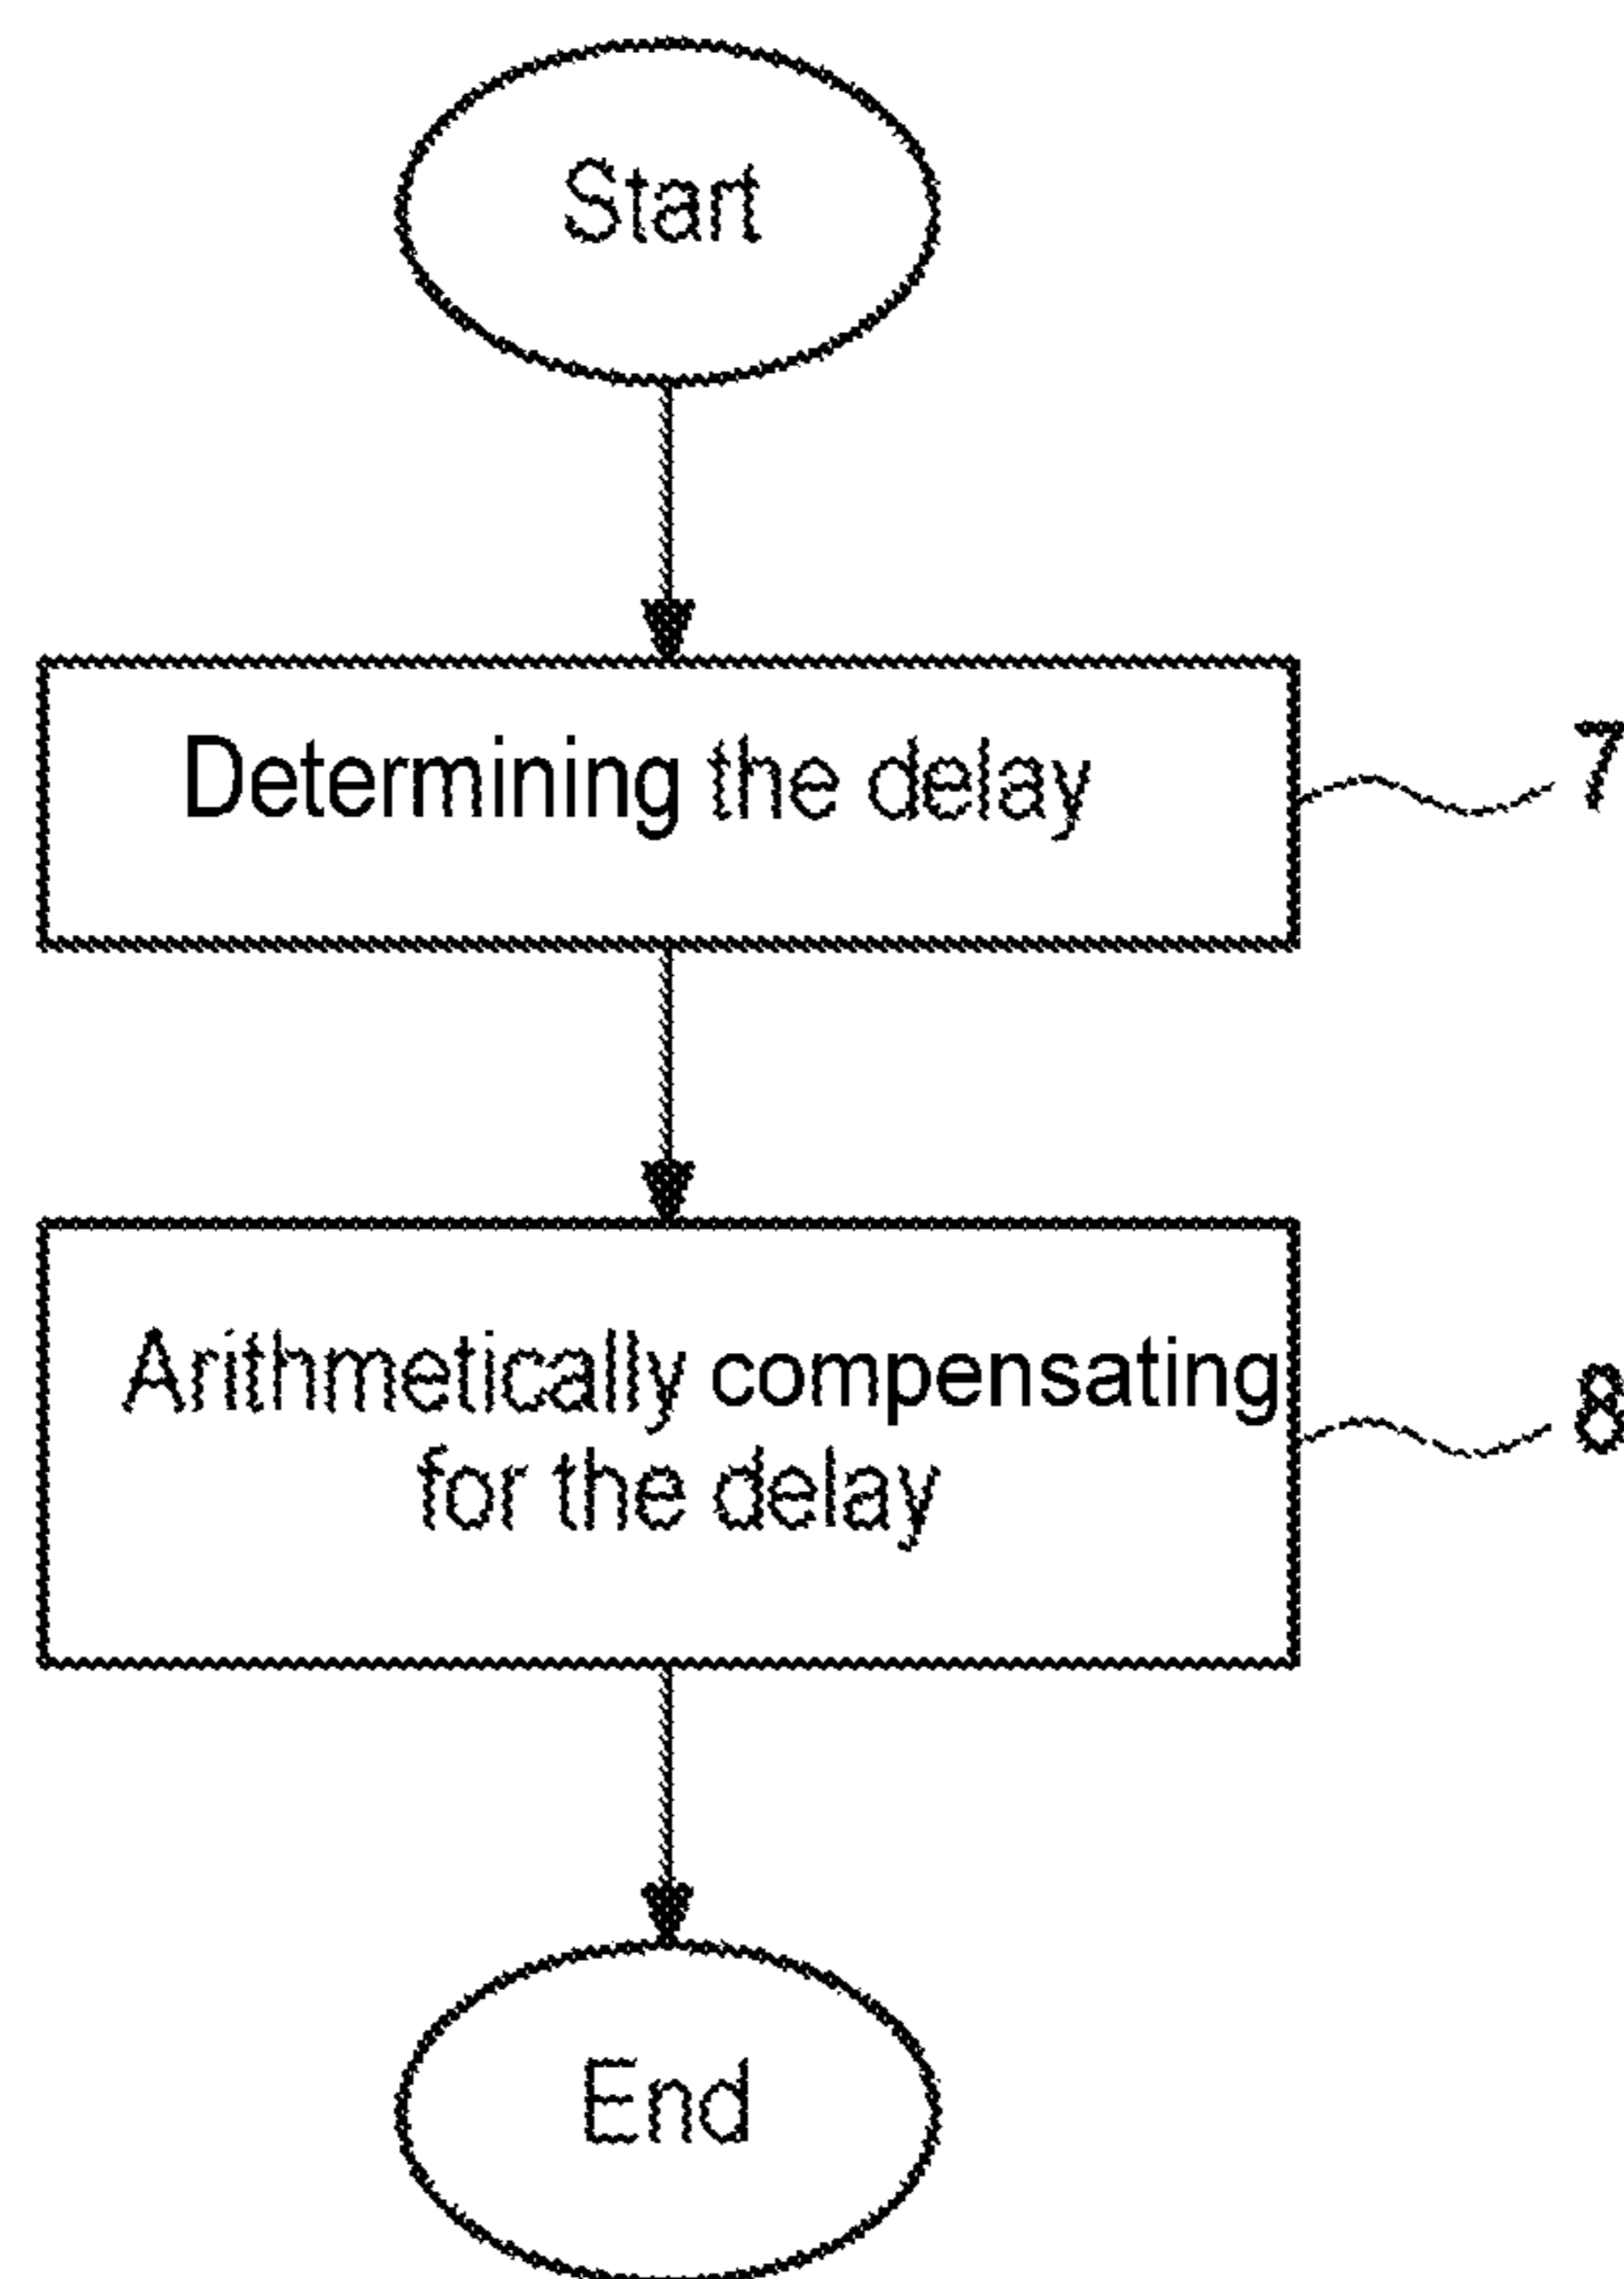 Start
Determining the delay
7
Arithmetically compensating
for the delay
8
End